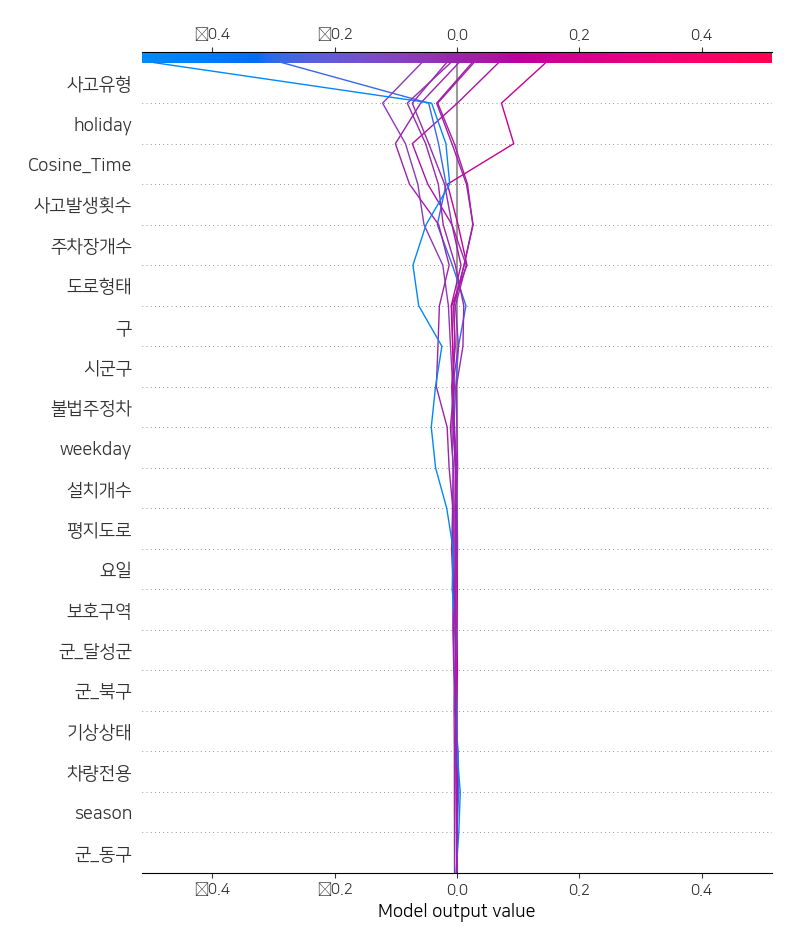 0.4 0.2 0.0 0.2 0.4
사고유형
holiday
Cosine_Time
사고발생횟수
주차장개수
도로형태
구
시군구
불법주정차
weekday
설치개수
평지도로
요일
보호구역
군_달성군
군_북구
기상상태
차량전용
season
군_동구
0.4 0.2 0.0 0.2 0.4
Model output value